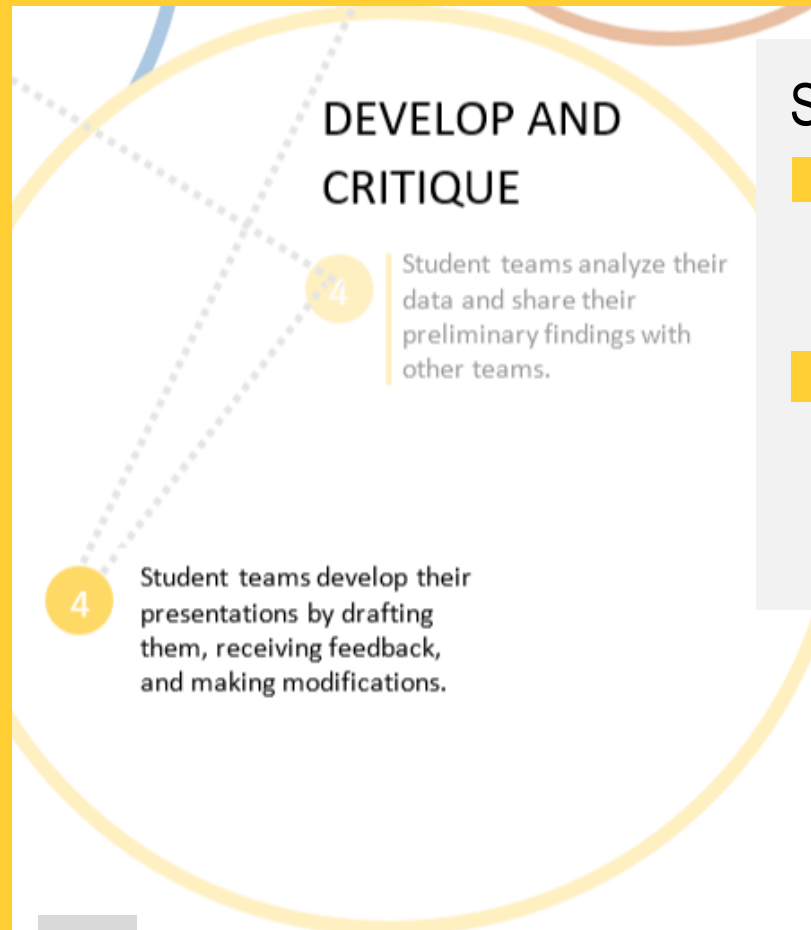 DEVELOP AND
CRITIQUE
4
Student teams analyze their
data and share their
preliminary findings with
other teams.
4
Student teams develop their
presentations by drafting
them, receiving feedback,
and making modifications.